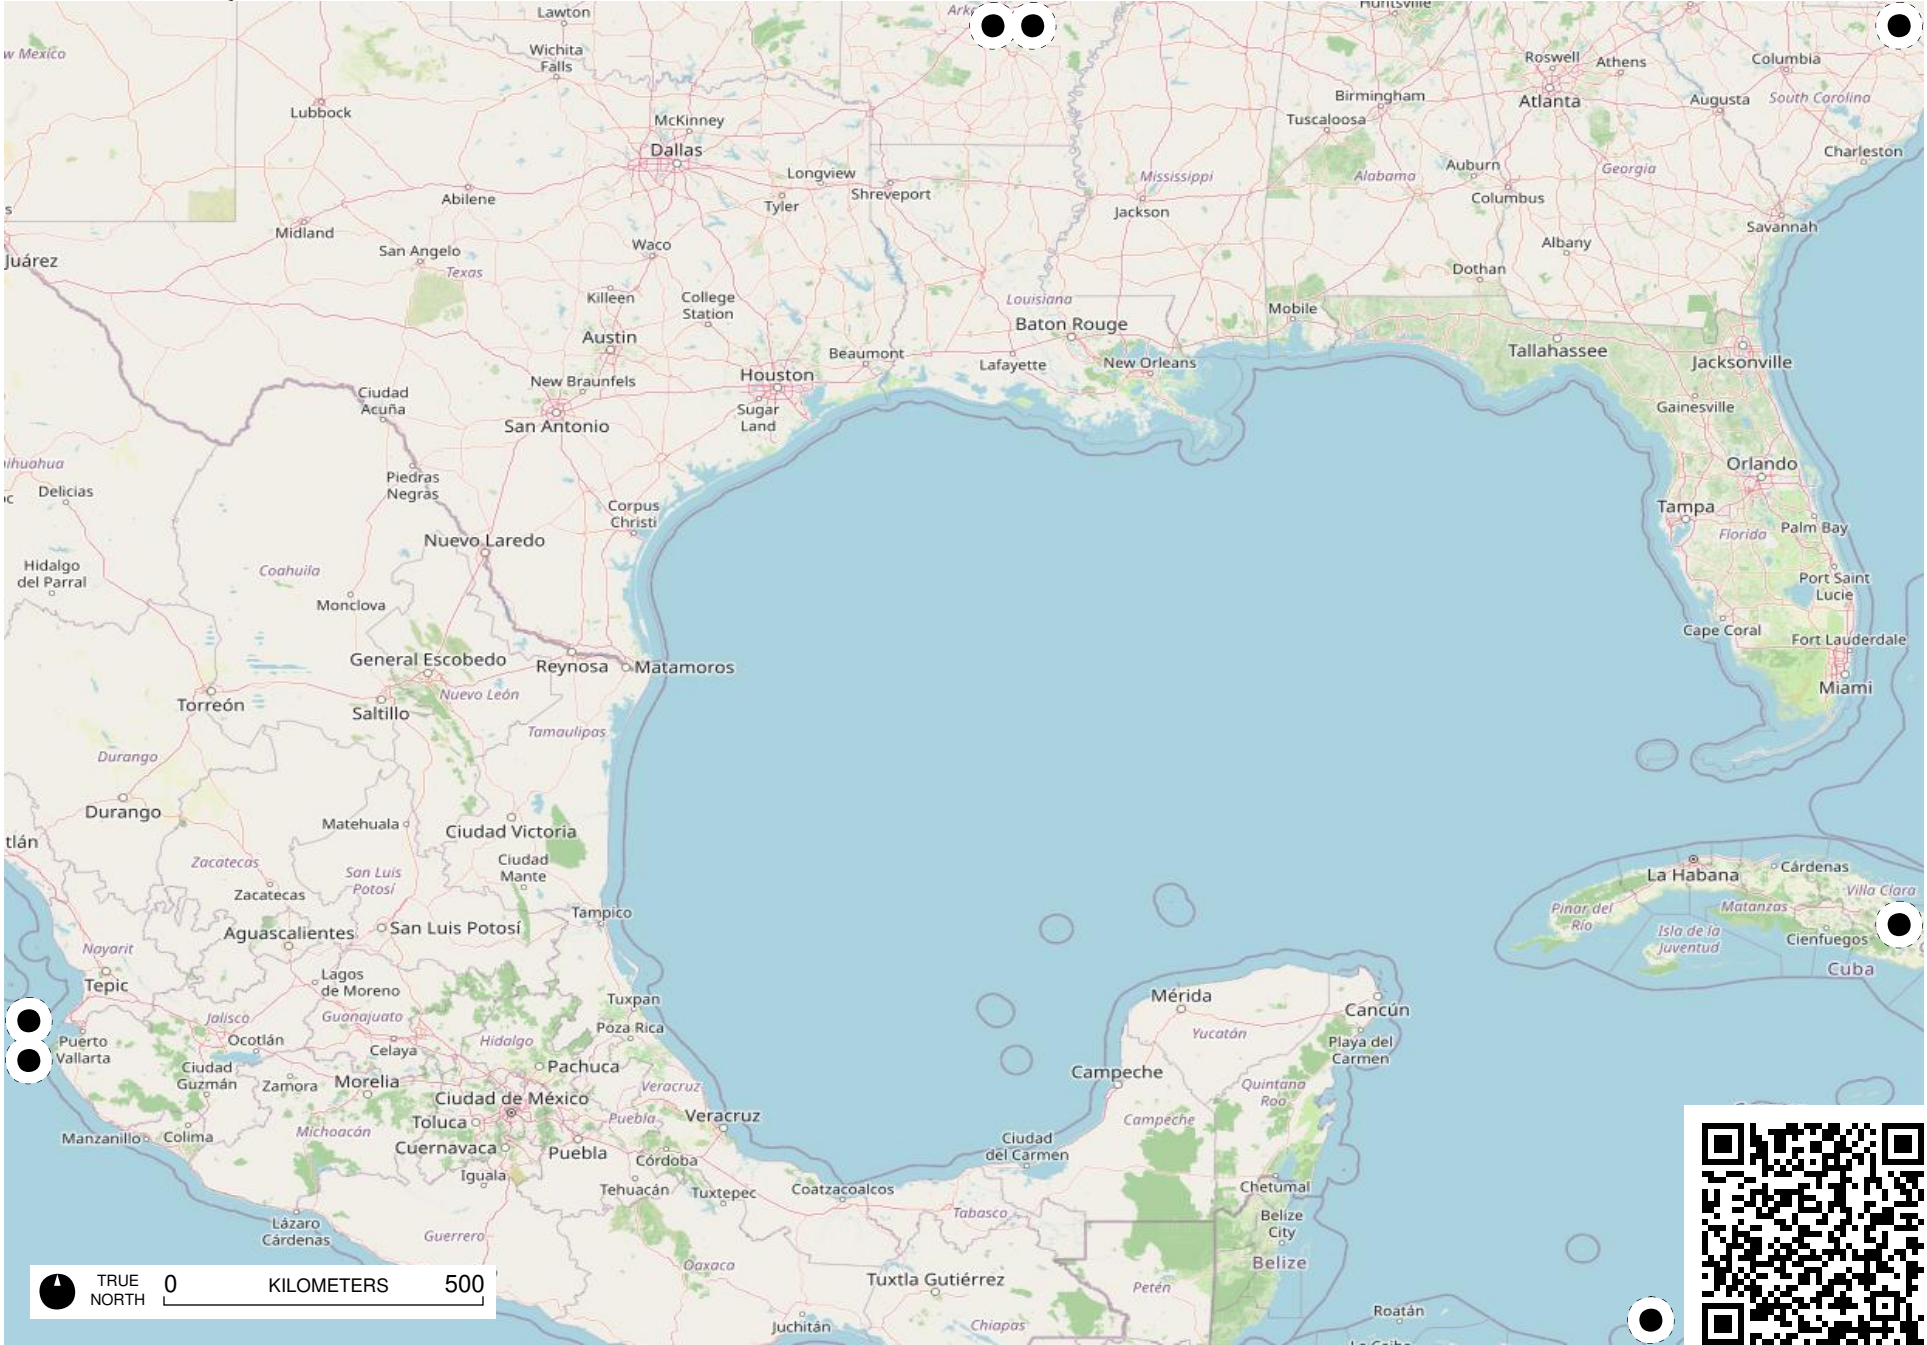 Lawton
Huntsville
w Mexico
Wichita
Falls
Roswell
Athens
Columbia
Lubbock
McKinney
Birmingham
Atlanta
Augusta
South Carolina
Tuscaloosa
Dallas
Charleston
Longview
Mississippi
Alabama
Auburn
Georgia
Abilene
Tyler
Shreveport
Jackson
Columbus
s
Midland
San Angelo
Waco
Savannah
Albany
Juárez
Texas
Dothan
Killeen
College
Station
Louisiana
Mobile
Austin
Baton Rouge
Tallahassee
Beaumont
Lafayette
New Orleans
Jacksonville
Houston
New Braunfels
Ciudad
Acuña
Sugar
Land
San Antonio
Gainesville
ihuahua
Orlando
Piedras
Negras
Delicias
Corpus
Christi
Tampa
Palm Bay
Florida
Nuevo Laredo
Hidalgo
del Parral
Coahuila
Port Saint
Lucie
Monclova
Cape Coral
Fort Lauderdale
General Escobedo
Reynosa
Matamoros
Miami
Nuevo León
Torreón
Saltillo
Tamaulipas
Durango
Durango
Matehuala
Ciudad Victoria
tlán
Zacatecas
Ciudad
Mante
San Luis
Potosí
La Habana
Cárdenas
Zacatecas
Villa Clara
Pinar del
Río
Matanzas
Tampico
Aguascalientes
San Luis Potosí
Isla de la
Juventud
Cienfuegos
Nayarit
Cuba
Tepic
Lagos
de Moreno
Tuxpan
Mérida
Cancún
Jalisco
Guanajuato
Poza Rica
Yucatán
Puerto
Vallarta
Ocotlán
Celaya
Hidalgo
Playa del
Carmen
Ciudad
Guzmán
Zamora
Morelia
Pachuca
Campeche
Veracruz
Quintana
Roo
Ciudad de México
Toluca
Puebla
Veracruz
Campeche
Manzanillo
Colima
Michoacán
Cuernavaca
Puebla
Ciudad
del Carmen
Córdoba
Iguala
Tehuacán
Tuxtepec
Coatzacoalcos
Chetumal
Lázaro
Cárdenas
Tabasco
Belize
City
Guerrero
Oaxaca
Belize
Tuxtla Gutiérrez
Petén
TRUE
NORTH
0 KILOMETERS 500
Juchitán
Chiapas
Roatán